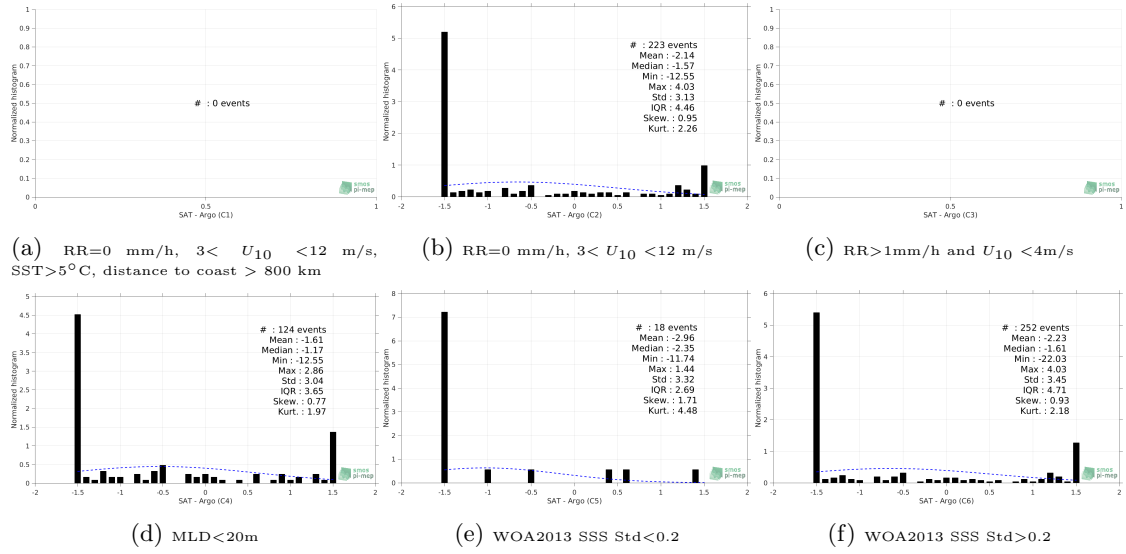 1
0.9
0.8
0.7
0.6
0.5
0.4
0.3
0.2
0.1
0
Normalized histogram
# : 0 events
smos
pi-mep
0 0.5 1
SAT - Argo (C1)
6
5
4
3
2
1
0
Normalized histogram
# : 223 events
Mean : -2.14
Median : -1.57
Min : -12.55
Max : 4.03
Std : 3.13
IQR : 4.46
Skew. : 0.95
Kurt. : 2.26
smos
pi-mep
-2 -1.5 -1 -0.5 0 0.5 1 1.5 2
SAT - Argo (C2)
1
0.9
0.8
0.7
0.6
0.5
0.4
0.3
0.2
0.1
0
Normalized histogram
# : 0 events
smos
pi-mep
0 0.5 1
SAT - Argo (C3)
(a) RR=0 mm/h, 3< U10 <12 m/s,
SST>5°C, distance to coast > 800 km
(b) RR=0 mm/h, 3< U10 <12 m/s
(c) RR>1mm/h and U10 <4m/s
5
4.5
4
3.5
3
2.5
2
1.5
1
0.5
0
Normalized histogram
# : 124 events
Mean : -1.61
Median : -1.17
Min : -12.55
Max : 2.86
Std : 3.04
IQR : 3.65
Skew. : 0.77
Kurt. : 1.97
smos
pi-mep
-2 -1.5 -1 -0.5 0 0.5 1 1.5 2
SAT - Argo (C4)
8
7
6
5
4
3
2
1
0
Normalized histogram
# : 18 events
Mean : -2.96
Median : -2.35
Min : -11.74
Max : 1.44
Std : 3.32
IQR : 2.69
Skew. : 1.71
Kurt. : 4.48
smos
pi-mep
-2 -1.5 -1 -0.5 0 0.5 1 1.5 2
SAT - Argo (C5)
6
5
4
3
2
1
0
Normalized histogram
# : 252 events
Mean : -2.23
Median : -1.61
Min : -22.03
Max : 4.03
Std : 3.45
IQR : 4.71
Skew. : 0.93
Kurt. : 2.18
smos
pi-mep
-2 -1.5 -1 -0.5 0 0.5 1 1.5 2
SAT - Argo (C6)
(d) MLD<20m
(e) WOA2013 SSS Std<0.2
(f) WOA2013 SSS Std>0.2